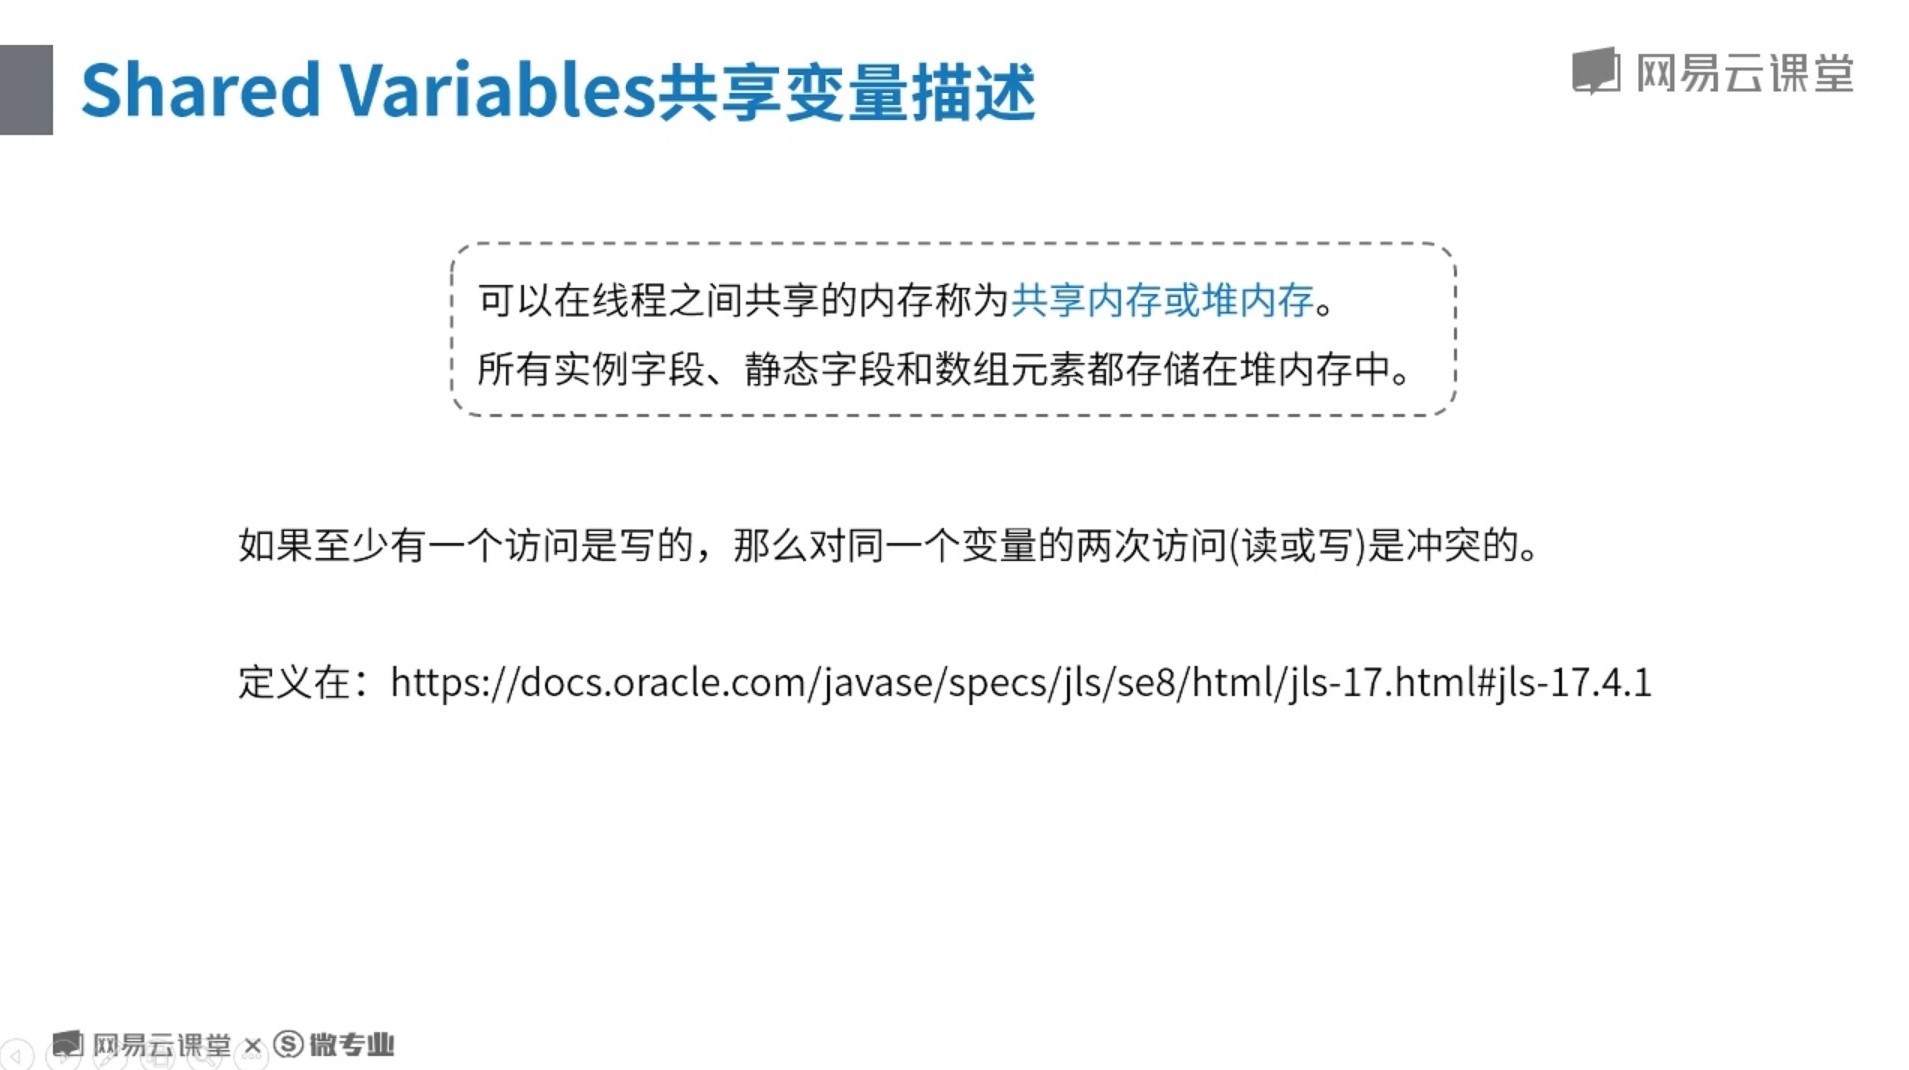 Shared Variables共享变量描述
网易云课堂
可以在线程之间共享的内存称为共享内存或堆内存。
所有实例字段、静态字段和数组元素都存储在堆内存中。
如果至少有一个访问是写的，那么对同一个变量的两次访问(读或写)是冲突的。
定义在：https://docs.oracle.com/javase/specs/jls/se8/html/jls-17.html#jls-17.4.1
网易云课堂 × 微专业